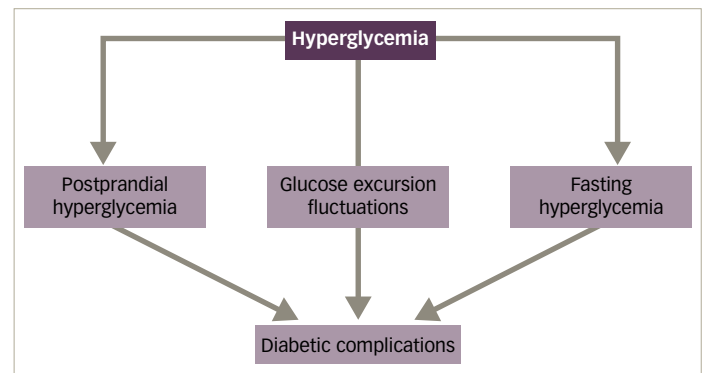 Hyperglycemia
Postprandial
hyperglycemia
Glucose excursion
fluctuations
Fasting
hyperglycemia
Diabetic complications